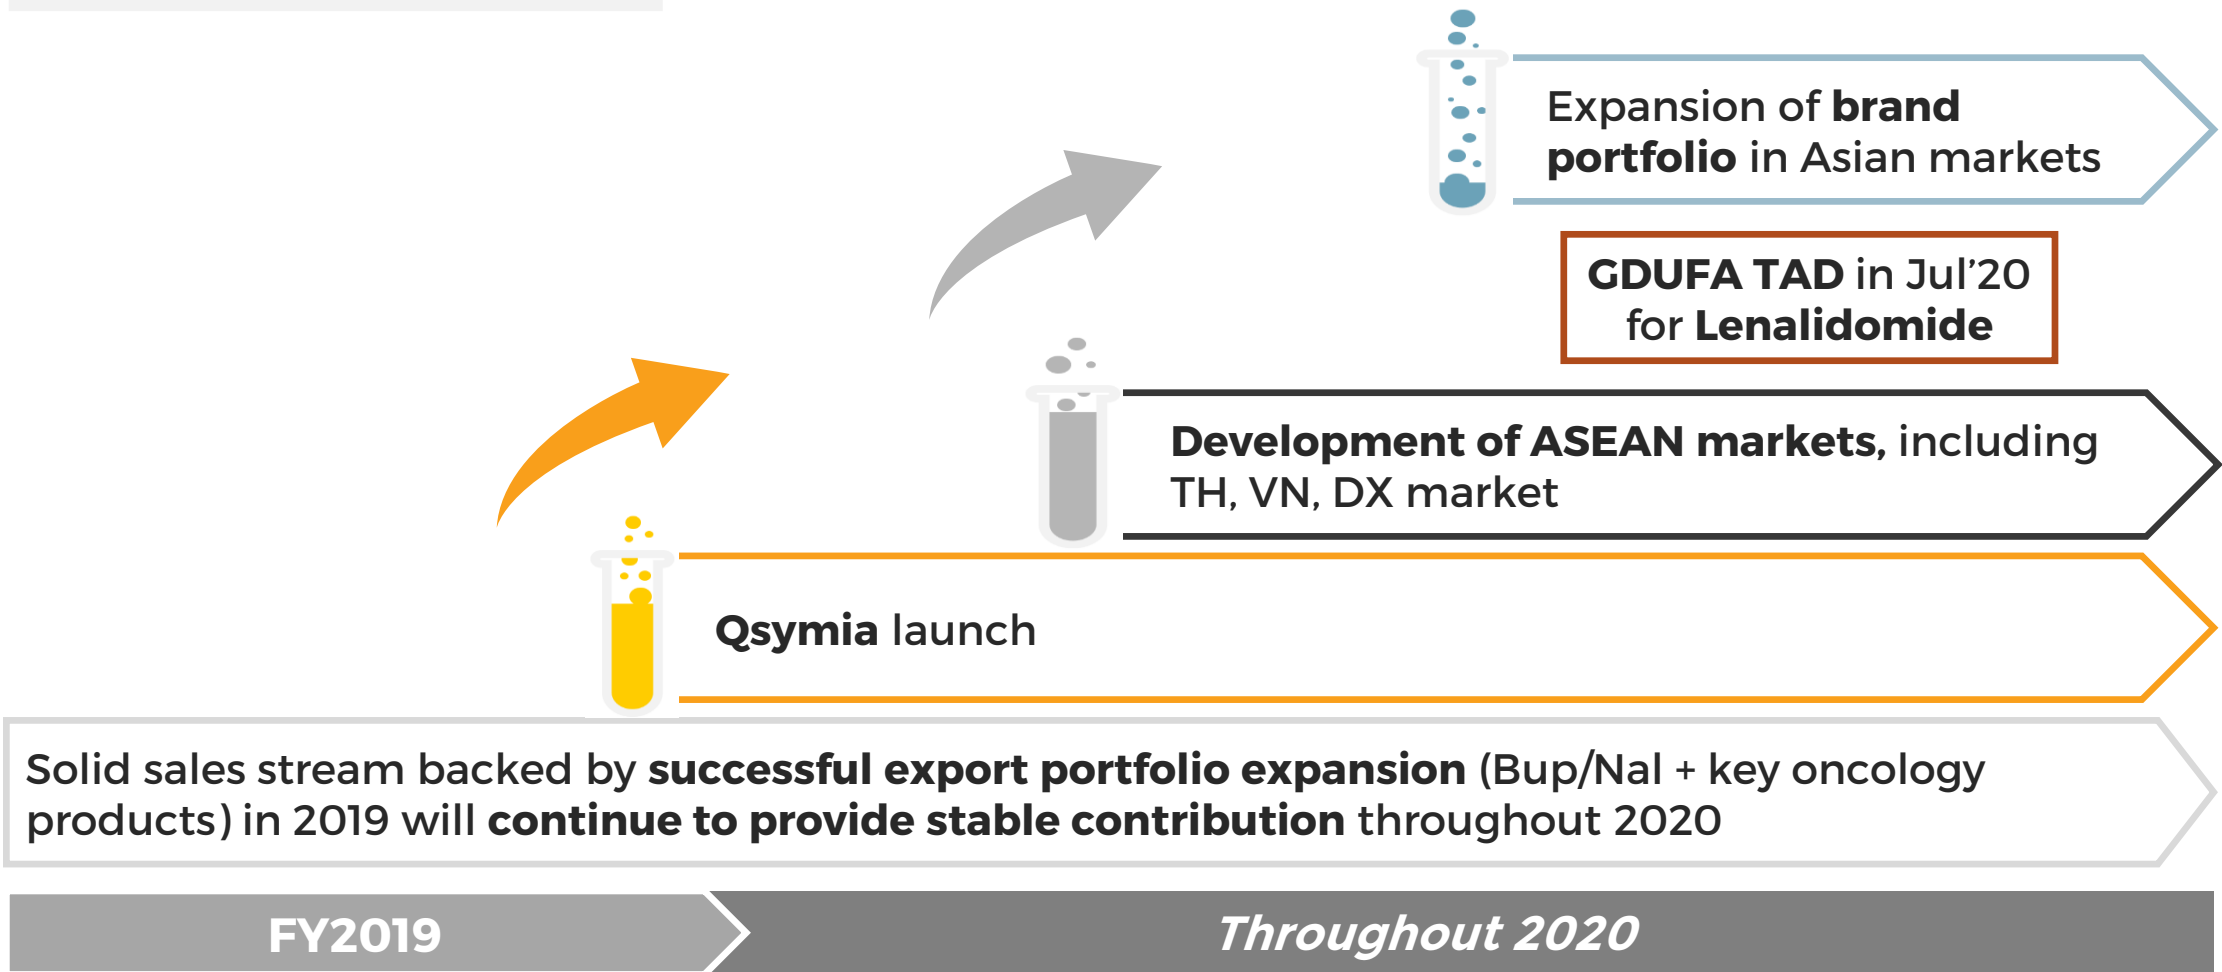 Expansion of brand
portfolio in Asian markets
GDUFA TAD in Jul’20
for Lenalidomide
Development of ASEAN markets, including
TH, VN, DX market
Qsymia launch
Solid sales stream backed by successful export portfolio expansion (Bup/Nal + key oncology
products) in 2019 will continue to provide stable contribution throughout 2020
FY2019
Throughout 2020